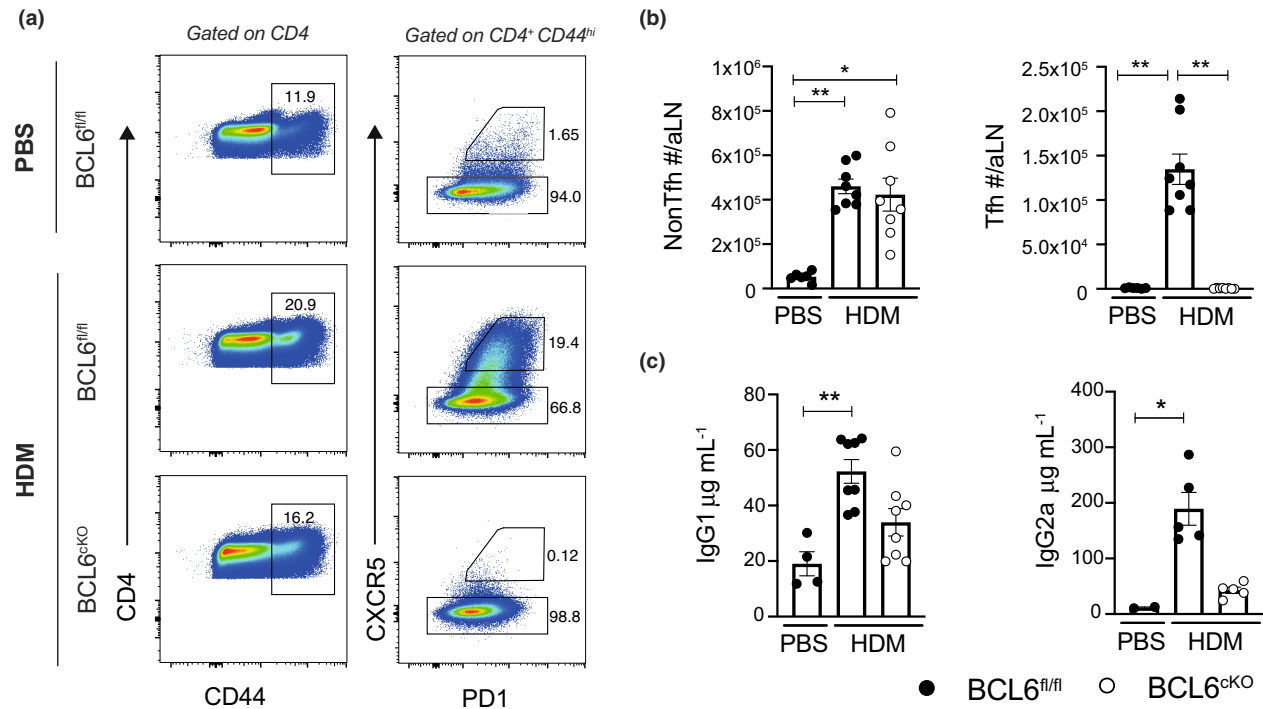 (a)
Gated on CD4
Gated on CD4⁺ CD44ʰⁱ
PBS
BCL6ᶠˡ/ᶠˡ
11.9
1.65
94.0
HDM
BCL6ᶠˡ/ᶠˡ
20.9
19.4
66.8
BCL6ᶜᴷᴼ
16.2
0.12
98.8
CD4
CXCR5
CD44
PD1
(b)
NonTfh #/aLN
1x10⁶
8x10⁵
6x10⁵
4x10⁵
2x10⁵
0
*
**
PBS
HDM
Tfh #/aLN
2.5x10⁵
2.0x10⁵
1.5x10⁵
1.0x10⁵
5.0x10⁴
0
** **
PBS
HDM
(c)
IgG1 μg mL⁻¹
80
60
40
20
0
**
PBS
HDM
IgG2a μg mL⁻¹
400
300
200
100
0
*
PBS
HDM
BCL6ᶠˡ/ᶠˡ
BCL6ᶜᴷᴼ